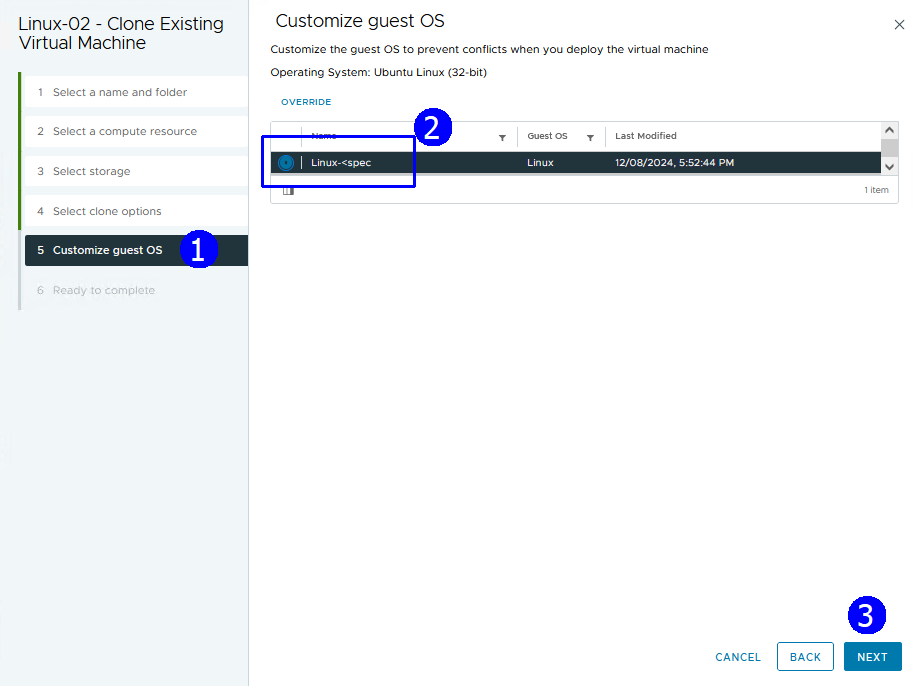 Linux-02 - Clone Existing
Virtual Machine
1 Select a name and folder
2 Select a compute resource
3 Select storage
4 Select clone options
5 Customize guest OS
1
6 Ready to complete
Customize guest OS
Customize the guest OS to prevent conflicts when you deploy the virtual machine
Operating System: Ubuntu Linux (32-bit)
OVERRIDE
2
Name Guest OS Last Modified
Linux-<spec Linux 12/08/2024, 5:52:44 PM
1 item
3
CANCEL BACK NEXT